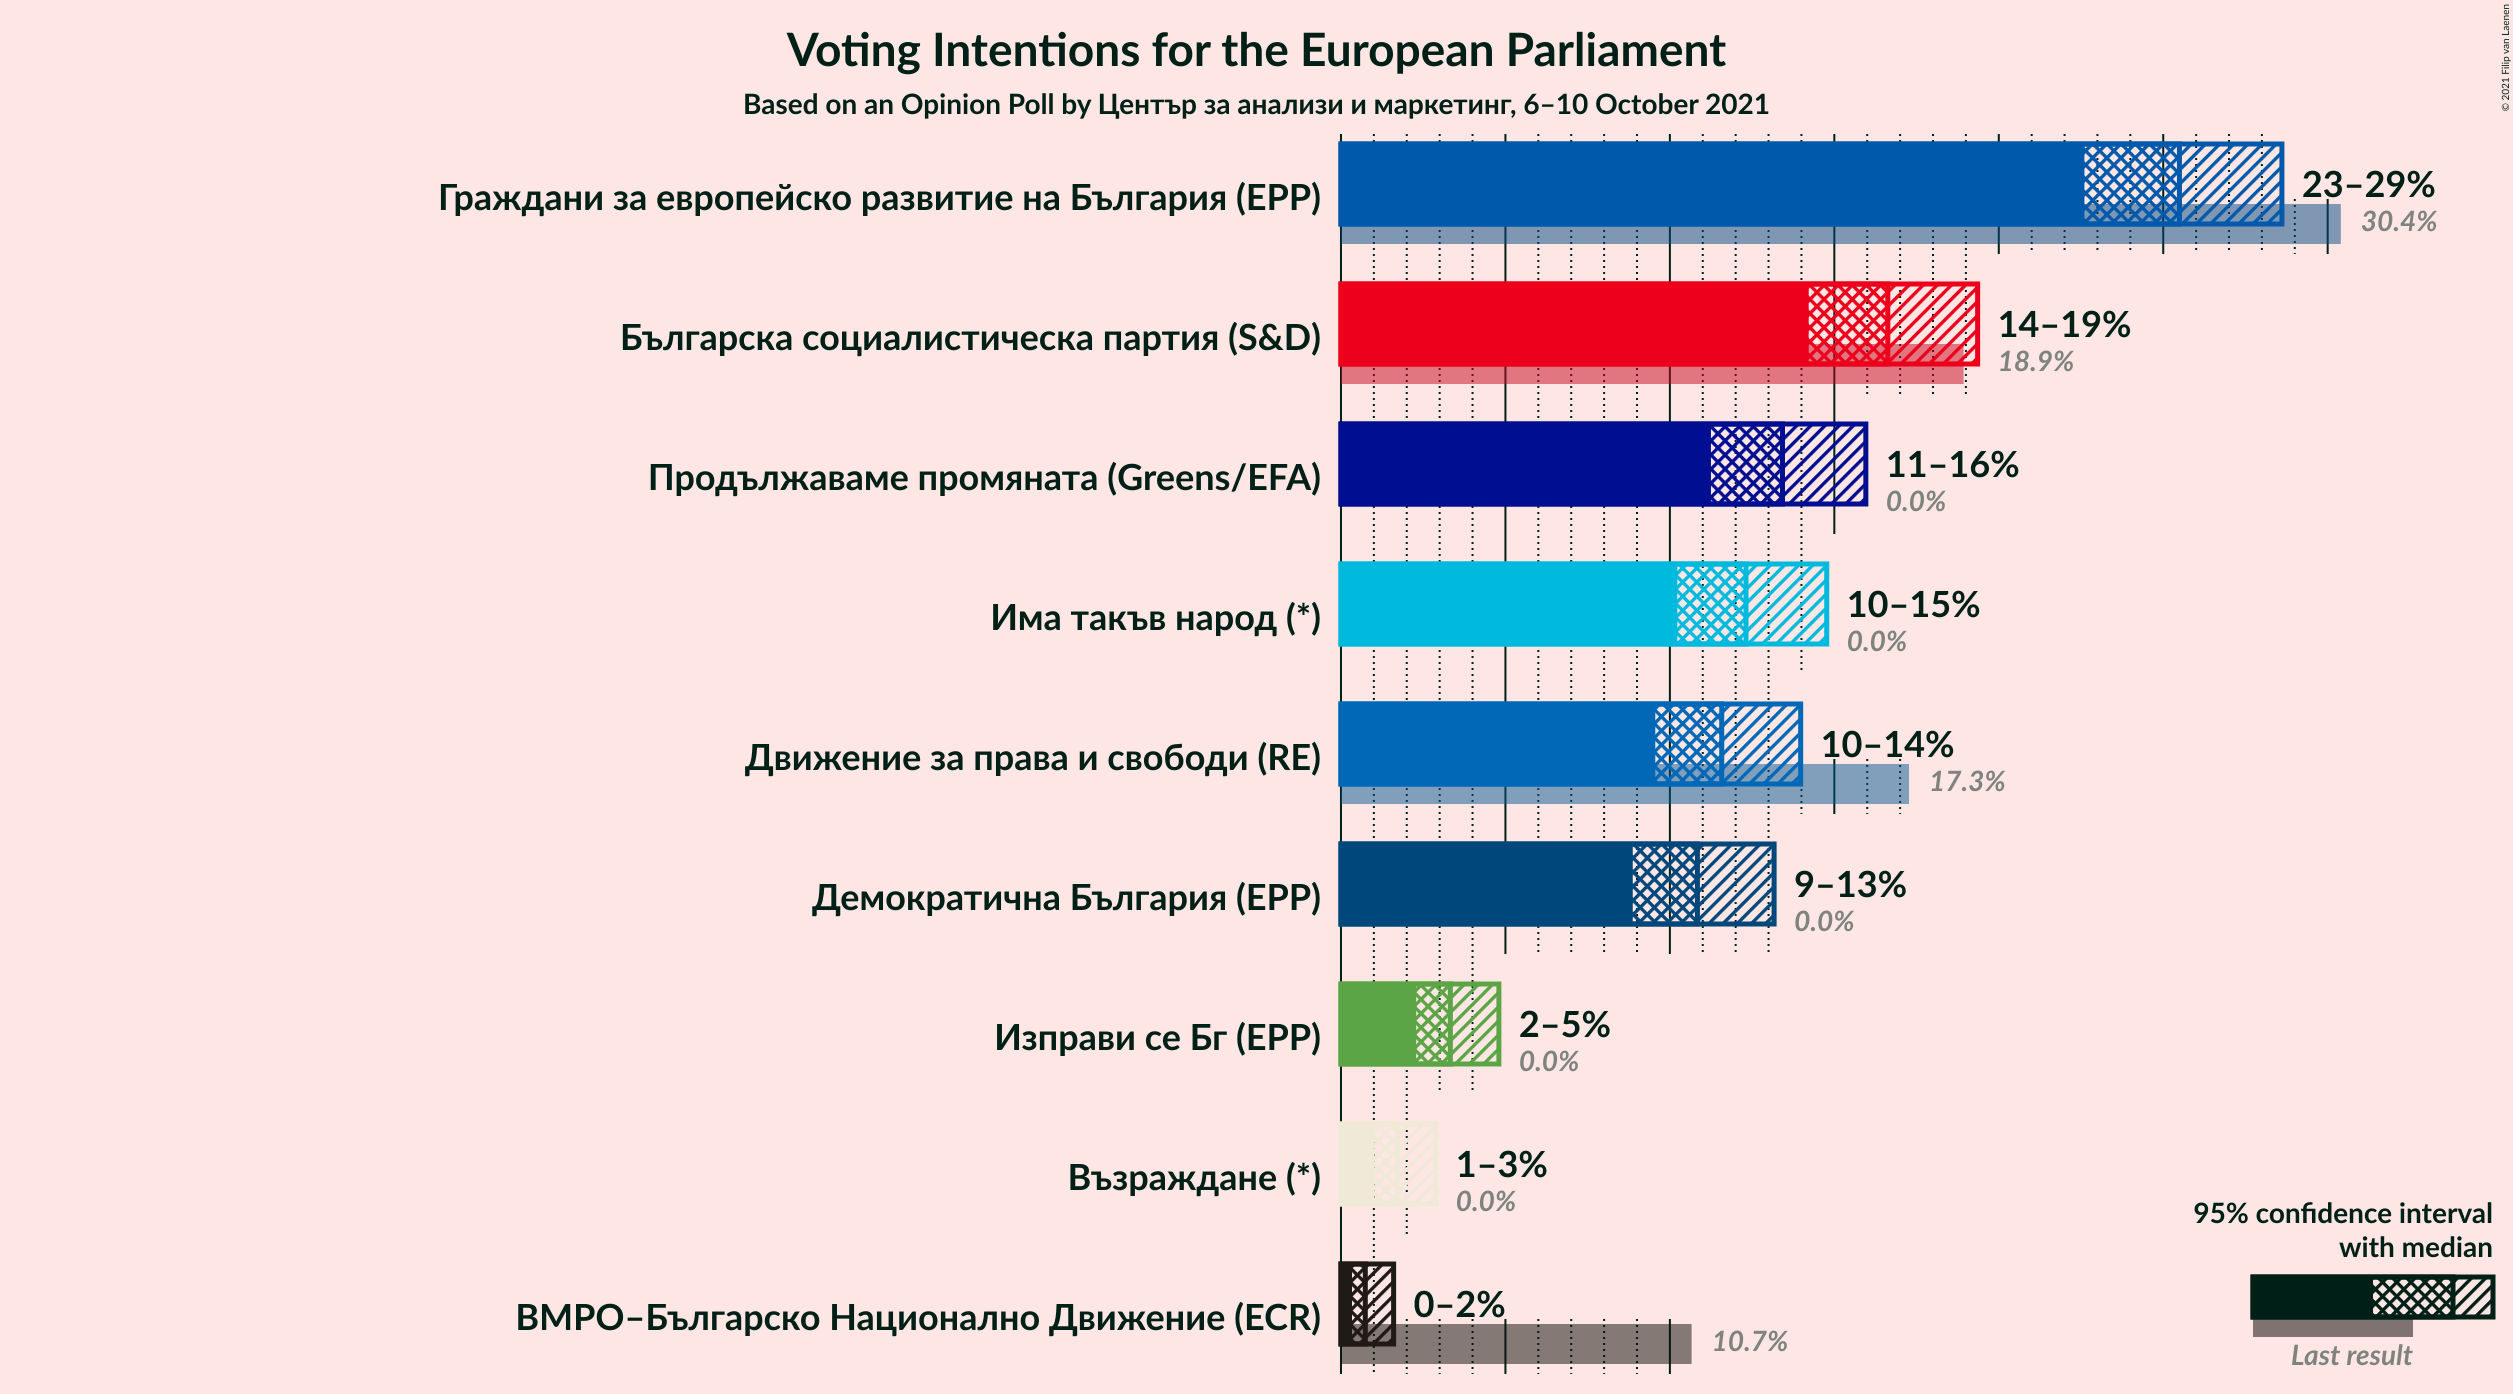 Voting Intentions for the European Parliament
Based on an Opinion Poll by Център за анализи и маркетинг, 6–10 October 2021
© 2021 Filip van Laenen
Граждани за европейско развитие на България (EPP)
23–29%
30.4%
Българска социалистическа партия (S&D)
14–19%
18.9%
Продължаваме промяната (Greens/EFA)
11–16%
0.0%
Има такъв народ (*)
10–15%
0.0%
Движение за права и свободи (RE)
10–14%
17.3%
Демократична България (EPP)
9–13%
0.0%
Изправи се Бг (EPP)
2–5%
0.0%
Възраждане (*)
1–3%
0.0%
ВМРО–Българско Национално Движение (ECR)
0–2%
10.7%
95% confidence interval
with median
Last result